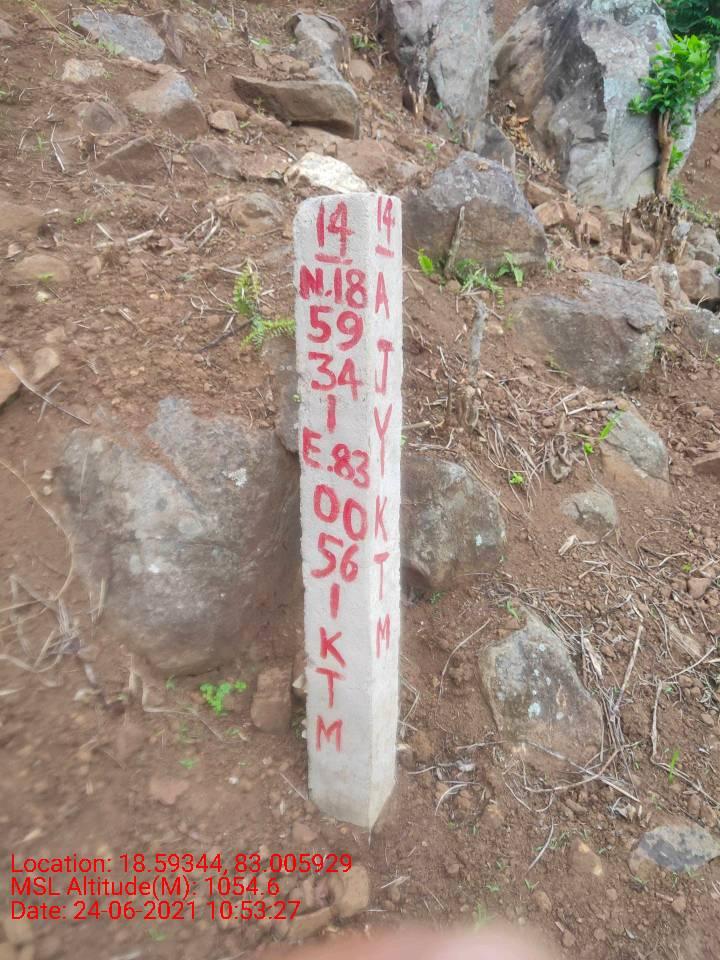 14
N.18
59
34
1
E.83
00
56
1
K
T
M
14
A
J
Y
K
T
M
Location: 18.59344, 83.005929
MSL Altitude(M): 1054.6
Date: 24-06-2021 10:53:27